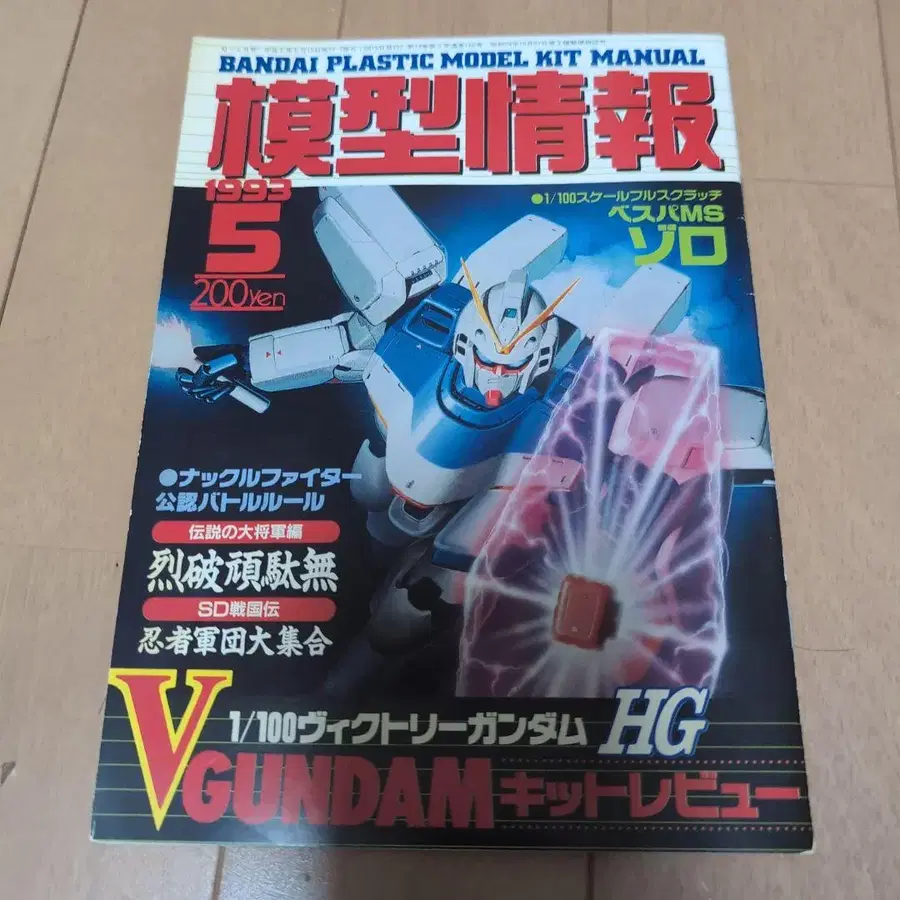 BANDAI PLASTIC MODEL KIT MANUAL
模型情報
1993
5
200yen
●1/100スケールフルスクラッチ
ベスパMS
ゾロ
●ナックルファイター
公認バトルルール
伝説の大将軍編
烈破頑駄無
SD戦国伝
忍者軍団大集合
1/100ヴィクトリーガンダム HG
V GUNDAM キットレビュー